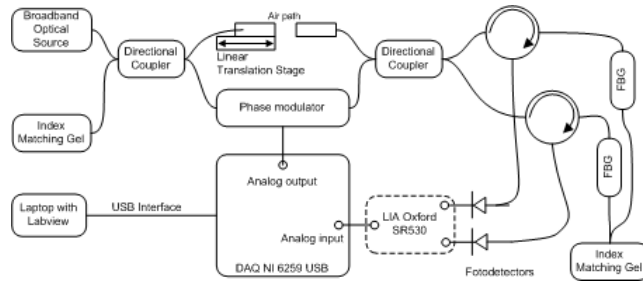 Broadband
Optical
Source
Air path
Directional
Coupler
Linear
Translation Stage
Directional
Coupler
FBG
Phase modulator
Index
Matching Gel
Analog output
FBG
Laptop with
Labview
USB Interface
LIA Oxford
SR530
Analog input
DAQ NI 6259 USB
Fotodetectors
Index
Matching Gel